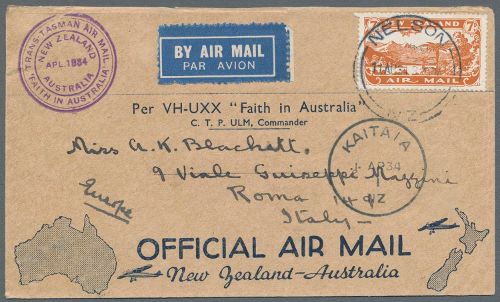 TRANS-TASMAN AIR MAIL
NEW ZEALAND
APL. 1934
AUSTRALIA
"FAITH IN AUSTRALIA"
BY AIR MAIL
PAR AVION
NEW ZEALAND
7D
AIR MAIL
NELSON
N.Z.
Per VH-UXX "Faith in Australia"
C. T. P. ULM, Commander
KAITAIA
AP 34
N.Z
Miss A. K. Blackett,
9 Viale Guiseppe Mazzini
Roma 14
Italy
Europe
OFFICIAL AIR MAIL
New Zealand-Australia